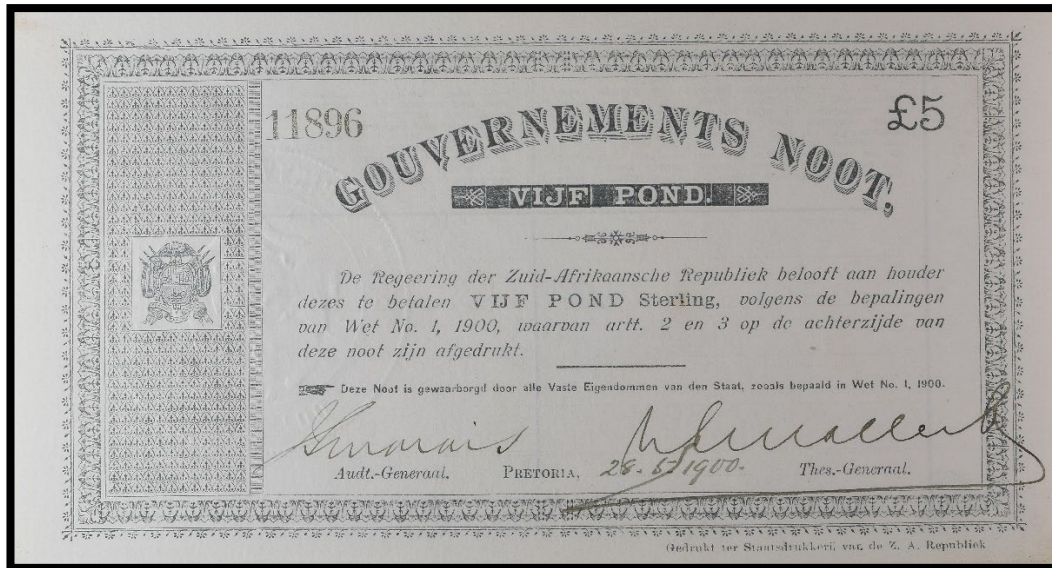 11896
£5
GOUVERNEMENTS NOOT,
VIJF POND.
De Regeering der Zuid-Afrikaansche Republiek belooft aan houder
dezes te betalen VIJF POND Sterling, volgens de bepalingen
van Wet No. 1, 1900, waarvan artt. 2 en 3 op de achterzijde van
deze noot zijn afgedrukt.
Deze Noot is gewaarborgd door alle Vaste Eigendommen van den Staat, zooals bepaald in Wet No. 1, 1900.
Audt.-Generaal. PRETORIA, 28.5.1900. Thes.-Generaal.
Gedrukt ter Staatsdrukkerij van de Z. A. Republiek